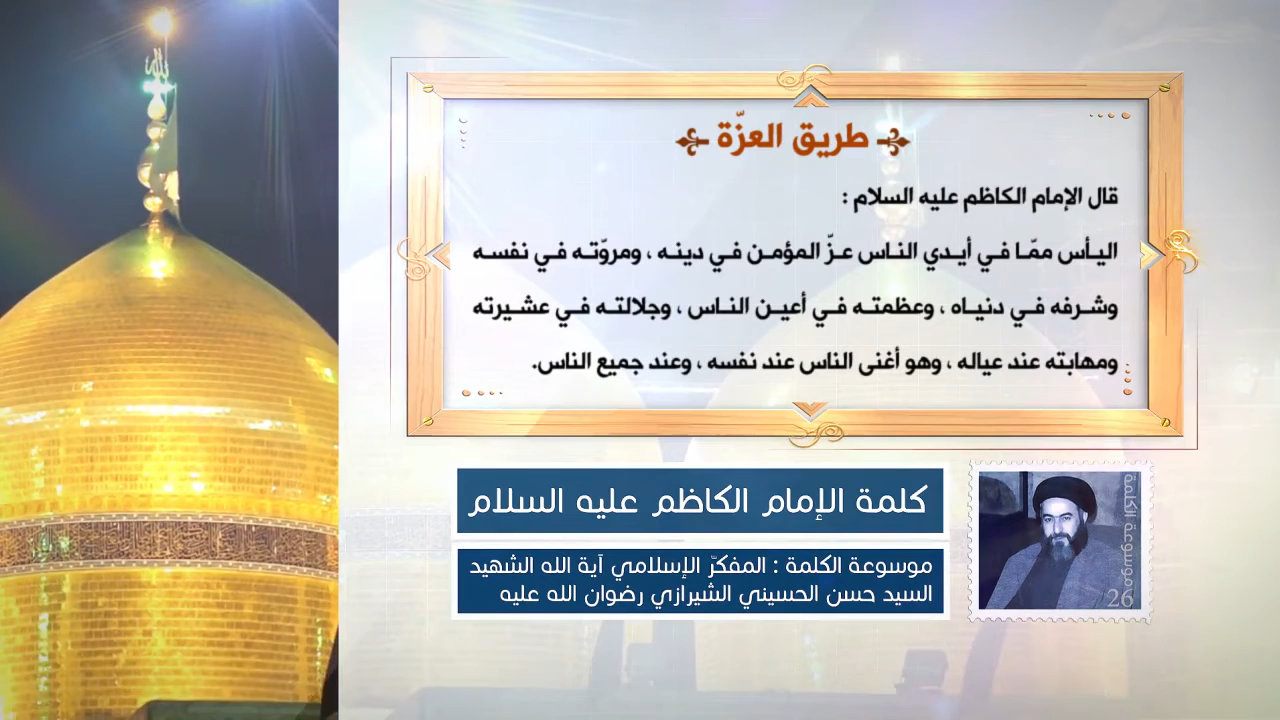 طريق العزّة
قال الإمام الكاظم عليه السلام :
اليأس ممّا في أيدي الناس عزّ المؤمن في دينه ، ومروّته في نفسه
وشرفه في دنياه ، وعظمته في أعين الناس ، وجلالته في عشيرته
ومهابته عند عياله ، وهو أغنى الناس عند نفسه ، وعند جميع الناس.
كلمة الإمام الكاظم عليه السلام
موسوعة الكلمة : المفكرّ الإسلامي آية الله الشهيد
السيد حسن الحسيني الشيرازي رضوان الله عليه
موسوعة الكلمة
26